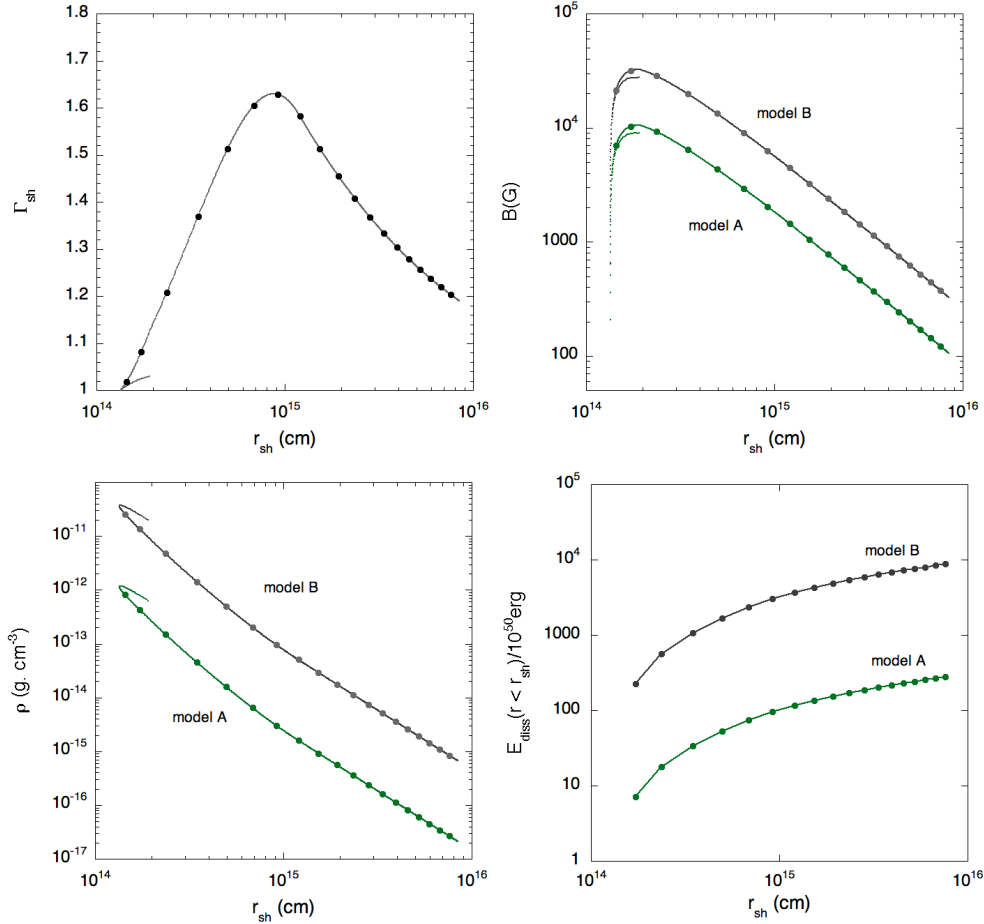 1.8
1.7
1.6
1.5
1.4
1.3
1.2
1.1
1
Γsh
10^14
10^15
10^16
rsh (cm)
10^5
10^4
1000
100
B(G)
model B
model A
10^14
10^15
10^16
rsh (cm)
10^-11
10^-12
10^-13
10^-14
10^-15
10^-16
10^-17
ρ (g. cm^-3)
model B
model A
10^14
10^15
10^16
rsh (cm)
10^5
10^4
1000
100
10
1
Ediss(r < rsh)/10^50erg
model B
model A
10^14
10^15
10^16
rsh (cm)